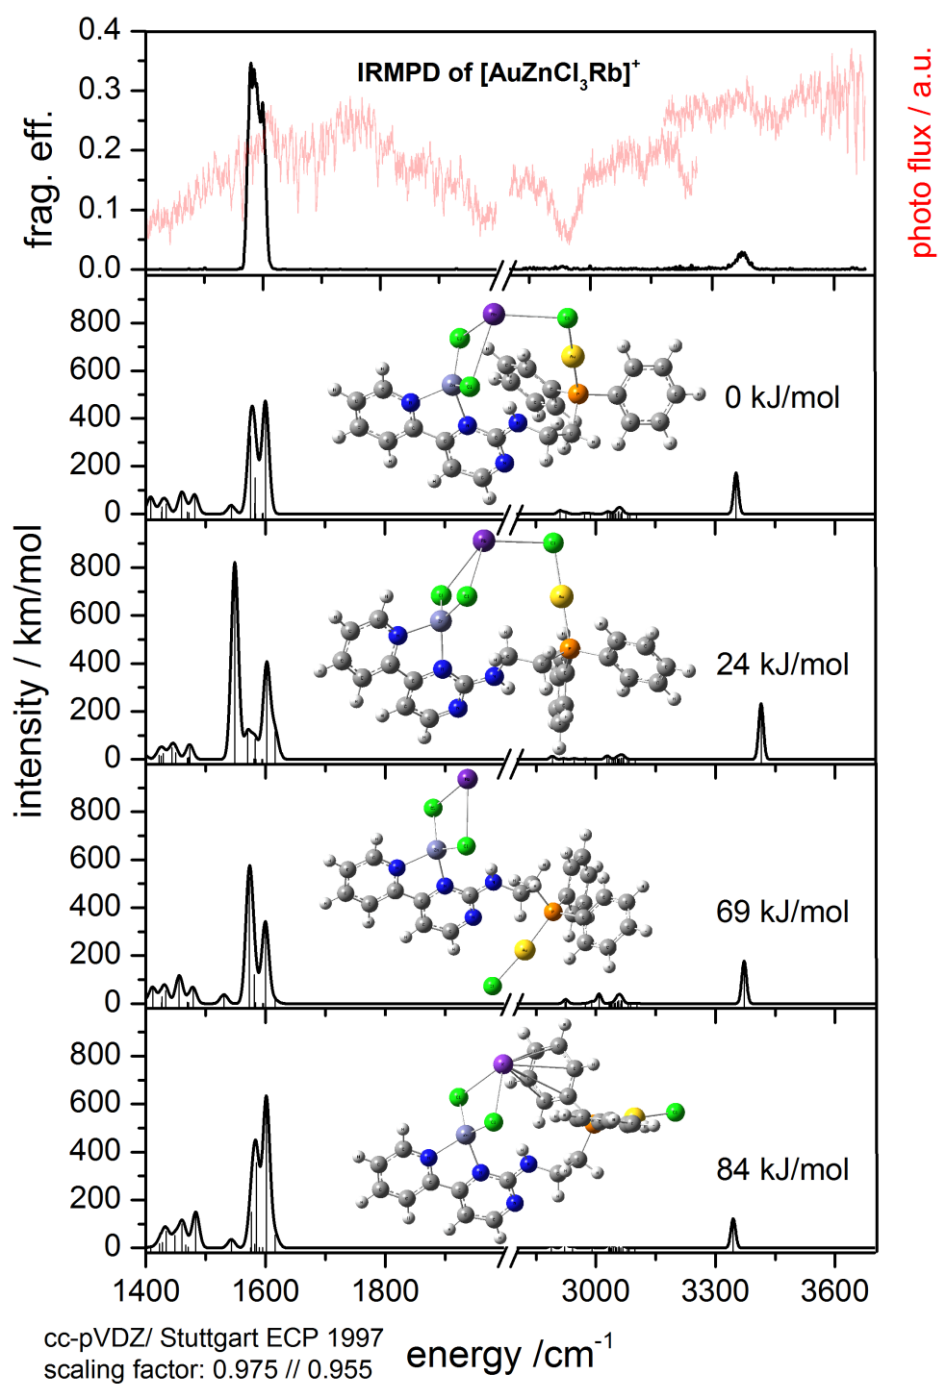 IRMPD of [AuZnCl3Rb]+
0.4
0.3
0.2
0.1
0.0
frag. eff.
photo flux / a.u.
800
600
400
200
0
0 kJ/mol
800
600
400
200
0
24 kJ/mol
intensity / km/mol
800
600
400
200
0
69 kJ/mol
800
600
400
200
0
84 kJ/mol
1400 1600 1800 3000 3300 3600
cc-pVDZ/ Stuttgart ECP 1997
scaling factor: 0.975 // 0.955
energy /cm-1